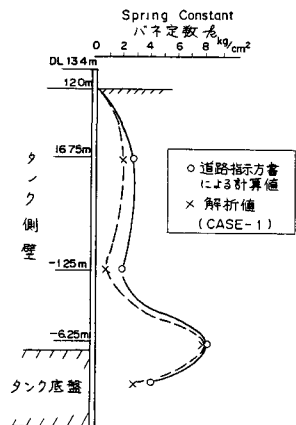 Spring Constant
バネ定数 k kg/cm²
0 2 4 6 8 10
DL 13.4m
12.0m
16.75m
-1.25m
-6.25m
タンク側壁
タンク底盤
○ 道路指示方書
による計算値
× 解析値
(CASE-1)